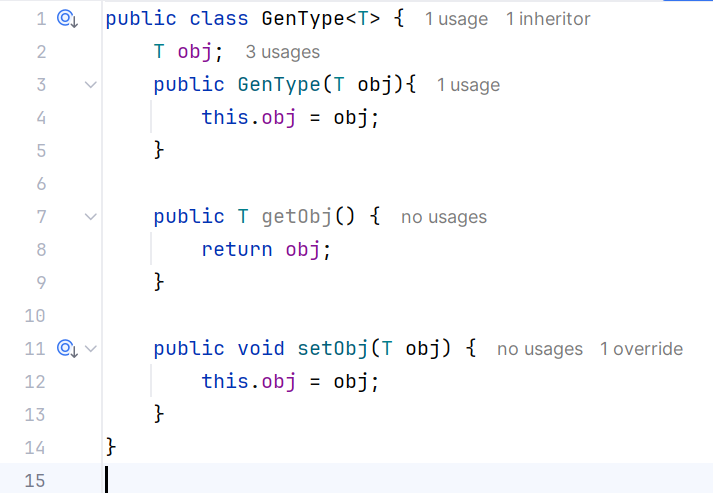 1 public class GenType<T> { 1 usage 1 inheritor
2 T obj; 3 usages
3 public GenType(T obj){ 1 usage
4 this.obj = obj;
5 }
6
7 public T getObj() { no usages
8 return obj;
9 }
10
11 public void setObj(T obj) { no usages 1 override
12 this.obj = obj;
13 }
14 }
15